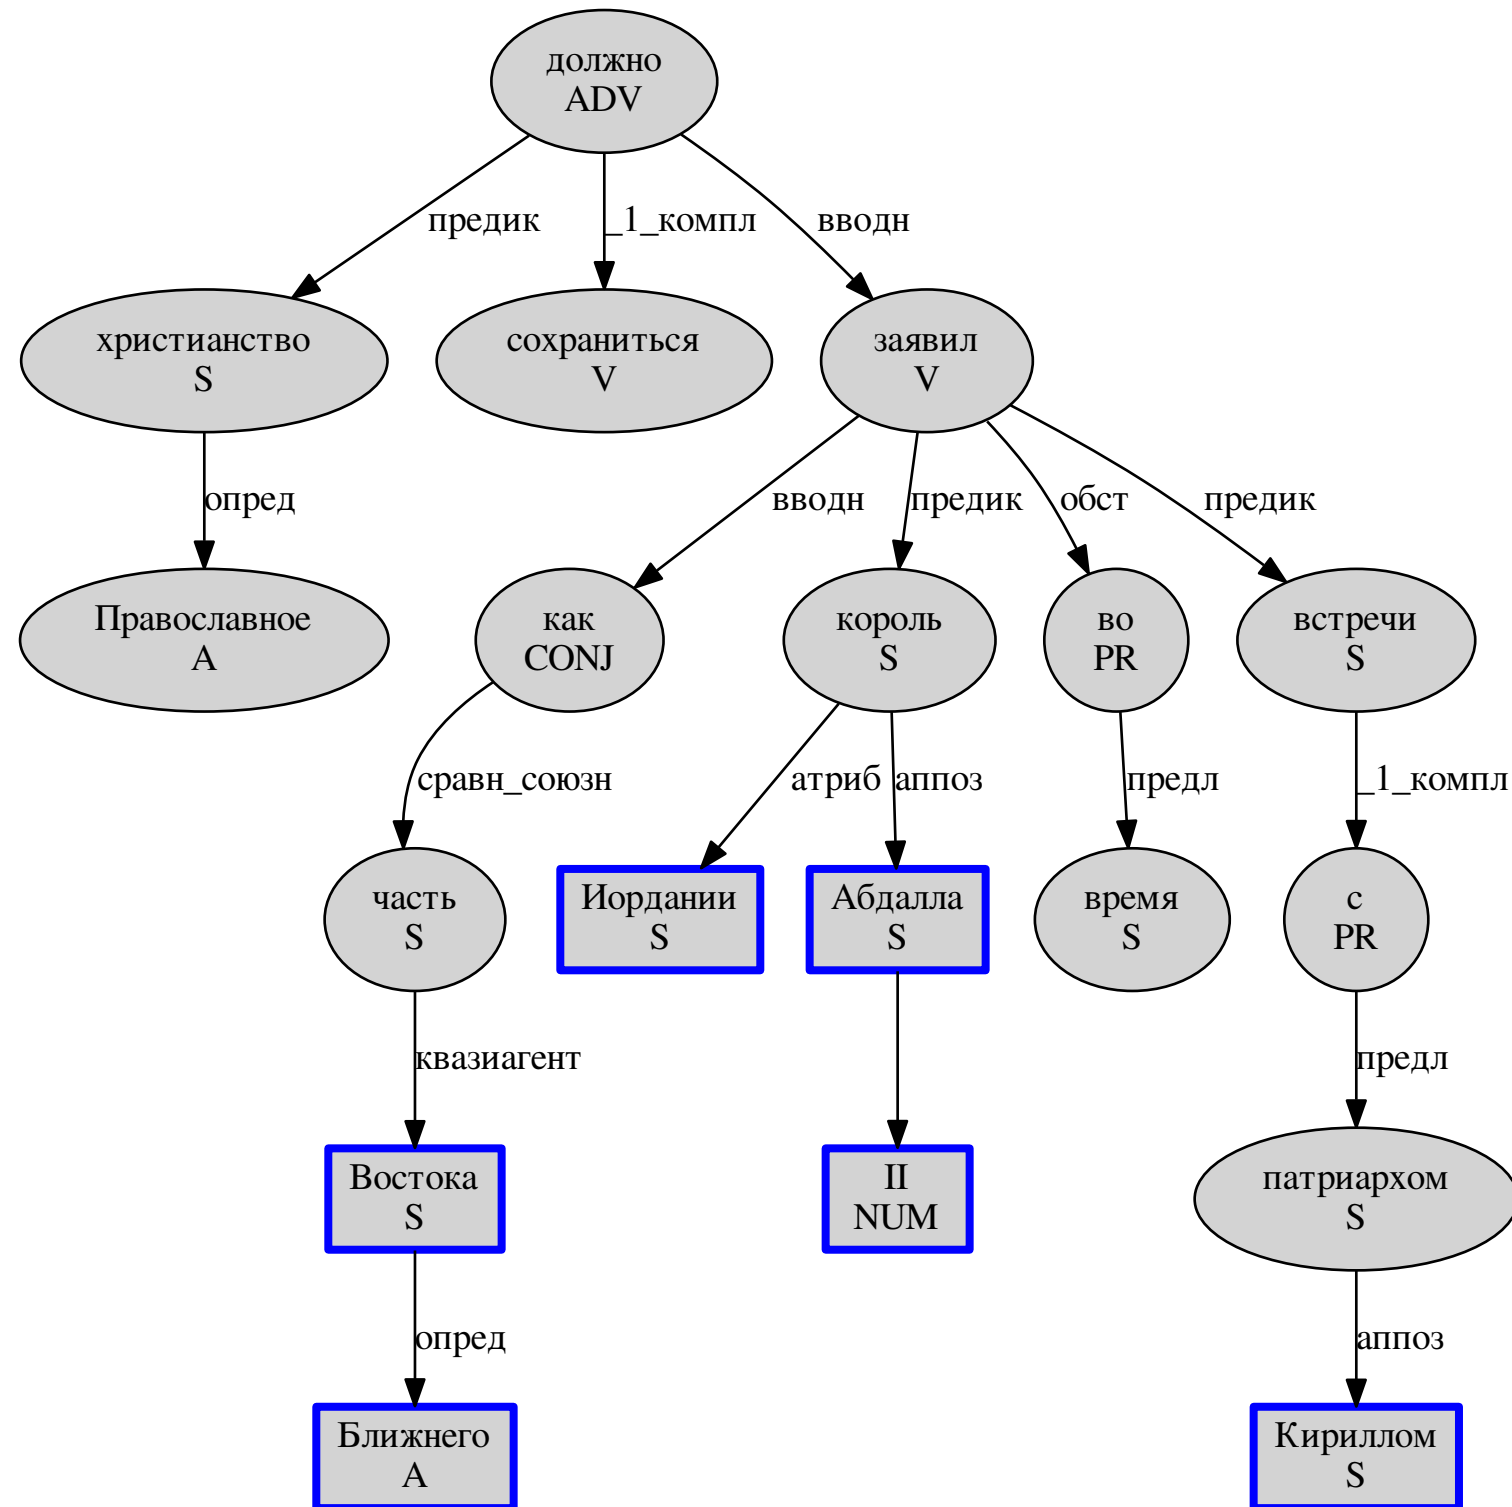 должно
ADV
предик
_1_компл
вводн
христианство
S
сохраниться
V
заявил
V
опред
вводн
предик
обст
предик
Православное
A
как
CONJ
король
S
во
PR
встречи
S
сравн_союзн
атриб
аппоз
предл
_1_компл
часть
S
Иордании
S
Абдалла
S
время
S
с
PR
квазиагент
предл
Востока
S
II
NUM
патриархом
S
опред
аппоз
Ближнего
A
Кириллом
S